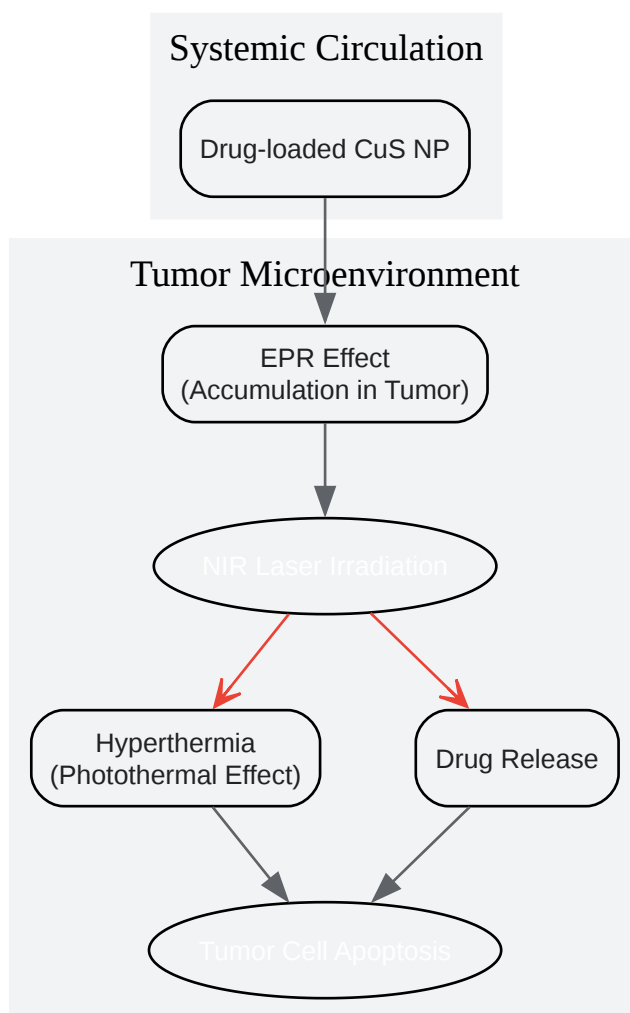 Systemic Circulation
Drug-loaded CuS NP
Tumor Microenvironment
EPR Effect
(Accumulation in Tumor)
NIR Laser Irradiation
Hyperthermia
(Photothermal Effect)
Drug Release
Tumor Cell Apoptosis